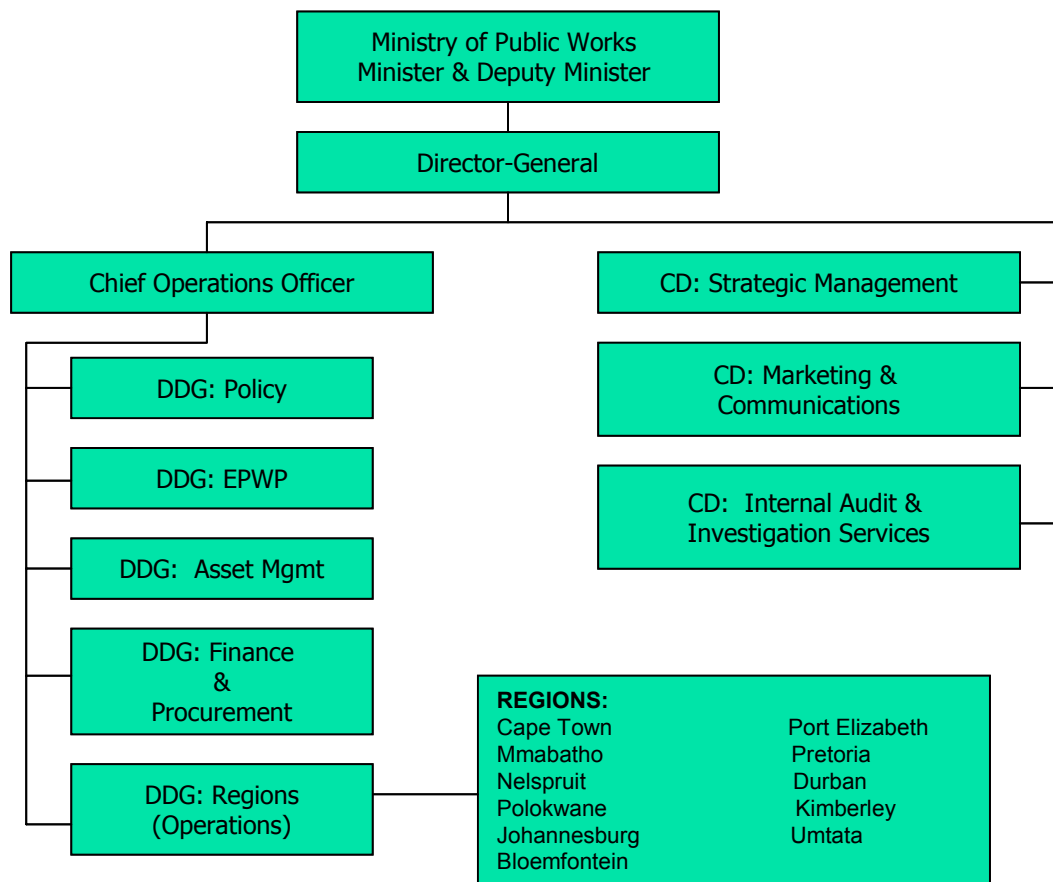 Ministry of Public Works
Minister & Deputy Minister
Director-General
Chief Operations Officer
DDG: Policy
DDG: EPWP
DDG: Asset Mgmt
DDG: Finance
&
Procurement
DDG: Regions
(Operations)
CD: Strategic Management
CD: Marketing &
Communications
CD: Internal Audit &
Investigation Services
REGIONS:
Cape Town Port Elizabeth
Mmabatho Pretoria
Nelspruit Durban
Polokwane Kimberley
Johannesburg Umtata
Bloemfontein